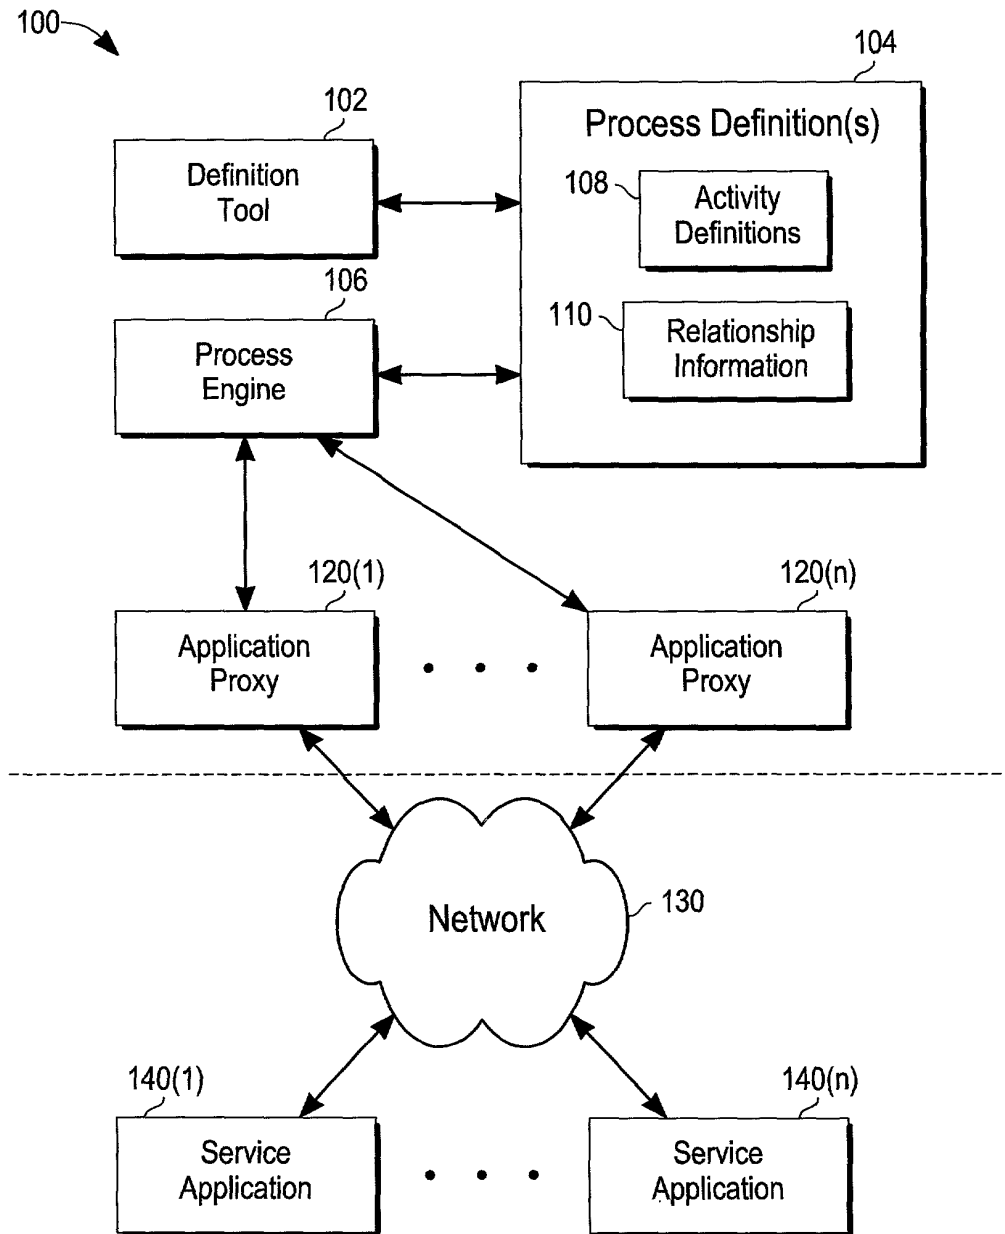 100
104
Process Definition(s)
102
Definition
Tool
108
Activity
Definitions
106
Process
Engine
110
Relationship
Information
120(1)
Application
Proxy
120(n)
Application
Proxy
Network
130
140(1)
Service
Application
140(n)
Service
Application